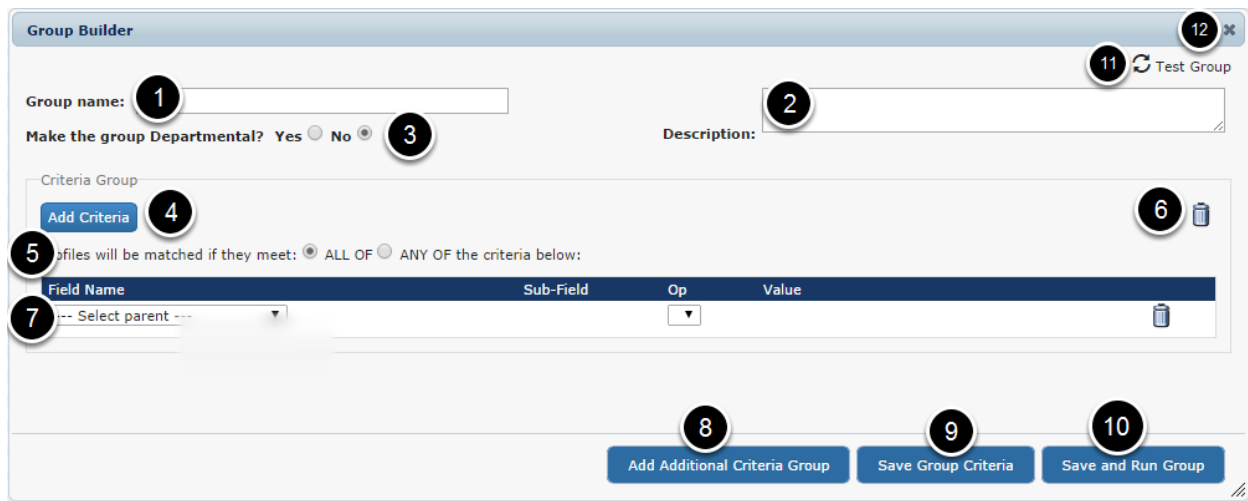 Group Builder 12
11 Test Group
Group name: 1
2
Make the group Departmental? Yes No 3 Description:
Criteria Group
Add Criteria 4 6
5 ofiles will be matched if they meet: ALL OF ANY OF the criteria below:
Field Name Sub-Field Op Value
7 --- Select parent ---
8 9 10
Add Additional Criteria Group Save Group Criteria Save and Run Group